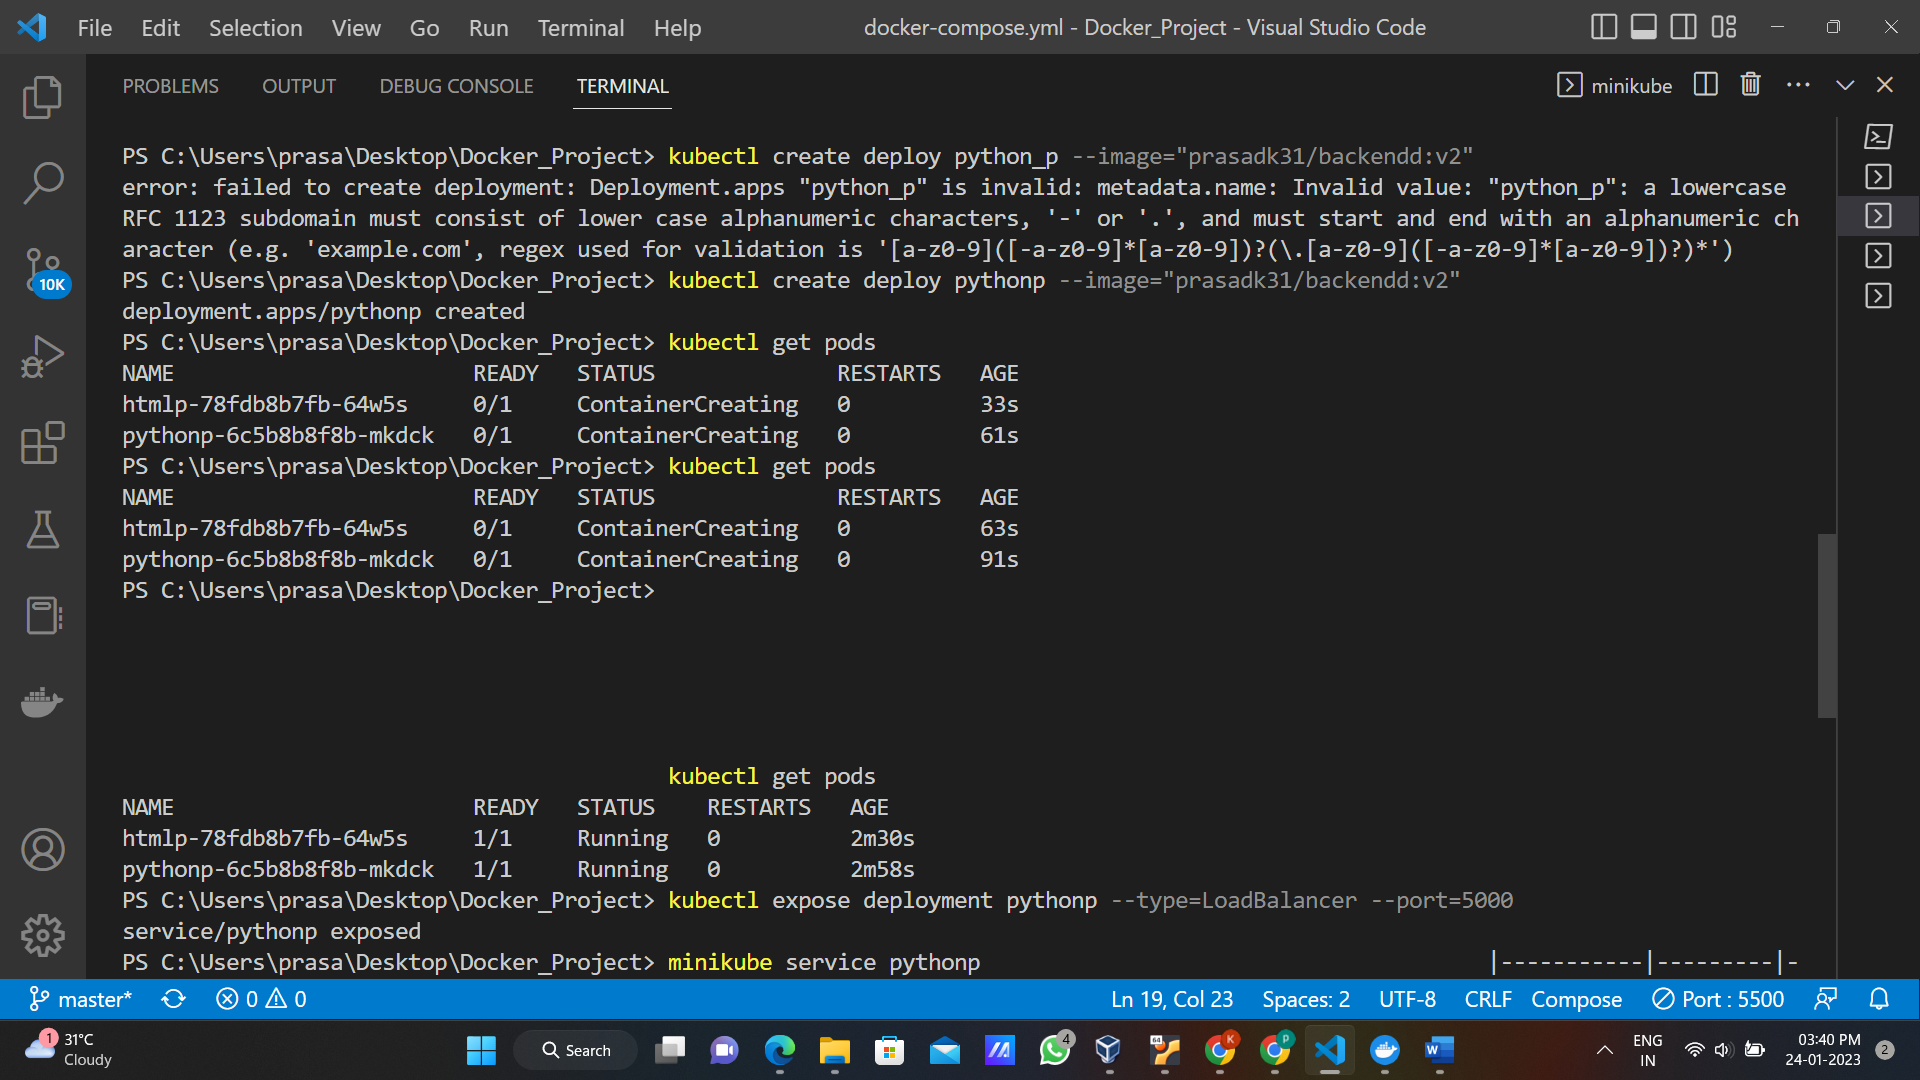 File Edit Selection View Go Run Terminal Help docker-compose.yml - Docker_Project - Visual Studio Code
PROBLEMS OUTPUT DEBUG CONSOLE TERMINAL minikube
PS C:\Users\prasa\Desktop\Docker_Project> kubectl create deploy python_p --image="prasadk31/backendd:v2"
error: failed to create deployment: Deployment.apps "python_p" is invalid: metadata.name: Invalid value: "python_p": a lowercase
RFC 1123 subdomain must consist of lower case alphanumeric characters, '-' or '.', and must start and end with an alphanumeric ch
aracter (e.g. 'example.com', regex used for validation is '[a-z0-9]([-a-z0-9]*[a-z0-9])?(\.[a-z0-9]([-a-z0-9]*[a-z0-9])?)*')
PS C:\Users\prasa\Desktop\Docker_Project> kubectl create deploy pythonp --image="prasadk31/backendd:v2"
deployment.apps/pythonp created
PS C:\Users\prasa\Desktop\Docker_Project> kubectl get pods
NAME READY STATUS RESTARTS AGE
htmlp-78fdb8b7fb-64w5s 0/1 ContainerCreating 0 33s
pythonp-6c5b8b8f8b-mkdck 0/1 ContainerCreating 0 61s
PS C:\Users\prasa\Desktop\Docker_Project> kubectl get pods
NAME READY STATUS RESTARTS AGE
htmlp-78fdb8b7fb-64w5s 0/1 ContainerCreating 0 63s
pythonp-6c5b8b8f8b-mkdck 0/1 ContainerCreating 0 91s
PS C:\Users\prasa\Desktop\Docker_Project>
kubectl get pods
NAME READY STATUS RESTARTS AGE
htmlp-78fdb8b7fb-64w5s 1/1 Running 0 2m30s
pythonp-6c5b8b8f8b-mkdck 1/1 Running 0 2m58s
PS C:\Users\prasa\Desktop\Docker_Project> kubectl expose deployment pythonp --type=LoadBalancer --port=5000
service/pythonp exposed
PS C:\Users\prasa\Desktop\Docker_Project> minikube service pythonp |-----------|---------|-
10K
master* 0 0 Ln 19, Col 23 Spaces: 2 UTF-8 CRLF Compose Port : 5500
1 31°C
Cloudy
Search
4
64
K
P
W
ENG
IN
03:40 PM
24-01-2023
2